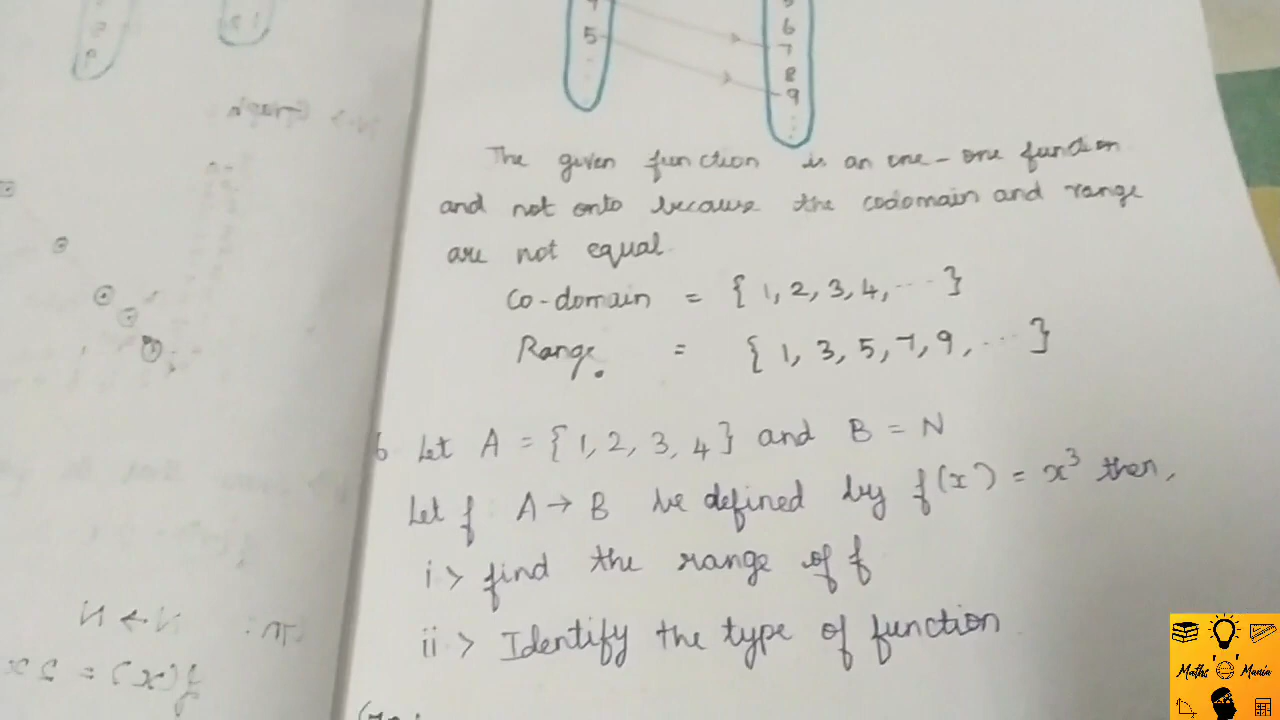 5
6
7
8
9
The given function is an one-one function
and not onto because the codomain and range
are not equal.
Co-domain = { 1, 2, 3, 4, ... }
Range = { 1, 3, 5, 7, 9, ... }
6 Let A = {1, 2, 3, 4} and B = N
Let f A → B be defined by f(x) = x³ then,
i> find the range of f
ii> Identify the type of function
Maths Mania